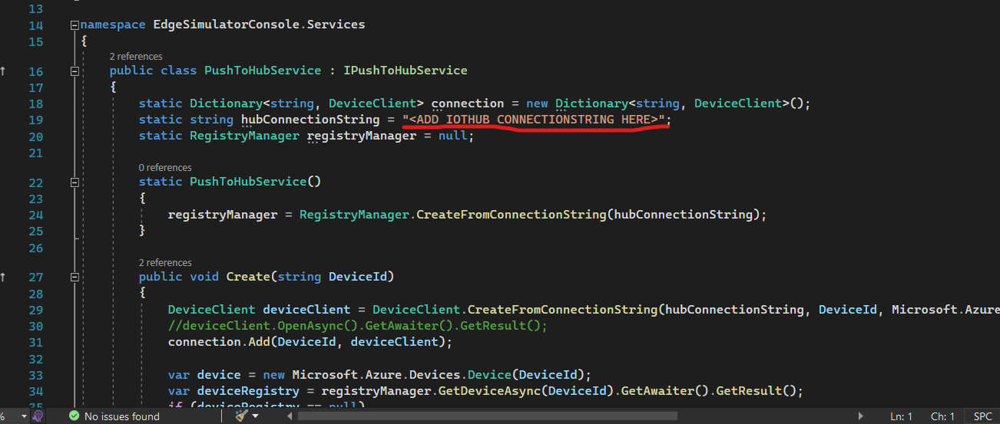 13
14 namespace EdgeSimulatorConsole.Services
15 {
2 references
16 public class PushToHubService : IPushToHubService
17 {
18 static Dictionary<string, DeviceClient> connection = new Dictionary<string, DeviceClient>();
19 static string hubConnectionString = "<ADD IOTHUB CONNECTIONSTRING HERE>";
20 static RegistryManager registryManager = null;
21
0 references
22 static PushToHubService()
23 {
24 registryManager = RegistryManager.CreateFromConnectionString(hubConnectionString);
25 }
26
2 references
27 public void Create(string DeviceId)
28 {
29 DeviceClient deviceClient = DeviceClient.CreateFromConnectionString(hubConnectionString, DeviceId, Microsoft.Azure
30 //deviceClient.OpenAsync().GetAwaiter().GetResult();
31 connection.Add(DeviceId, deviceClient);
32
33 var device = new Microsoft.Azure.Devices.Device(DeviceId);
34 var deviceRegistry = registryManager.GetDeviceAsync(DeviceId).GetAwaiter().GetResult();
35 if (deviceRegistry == null)
% No issues found Ln: 1 Ch: 1 SPC